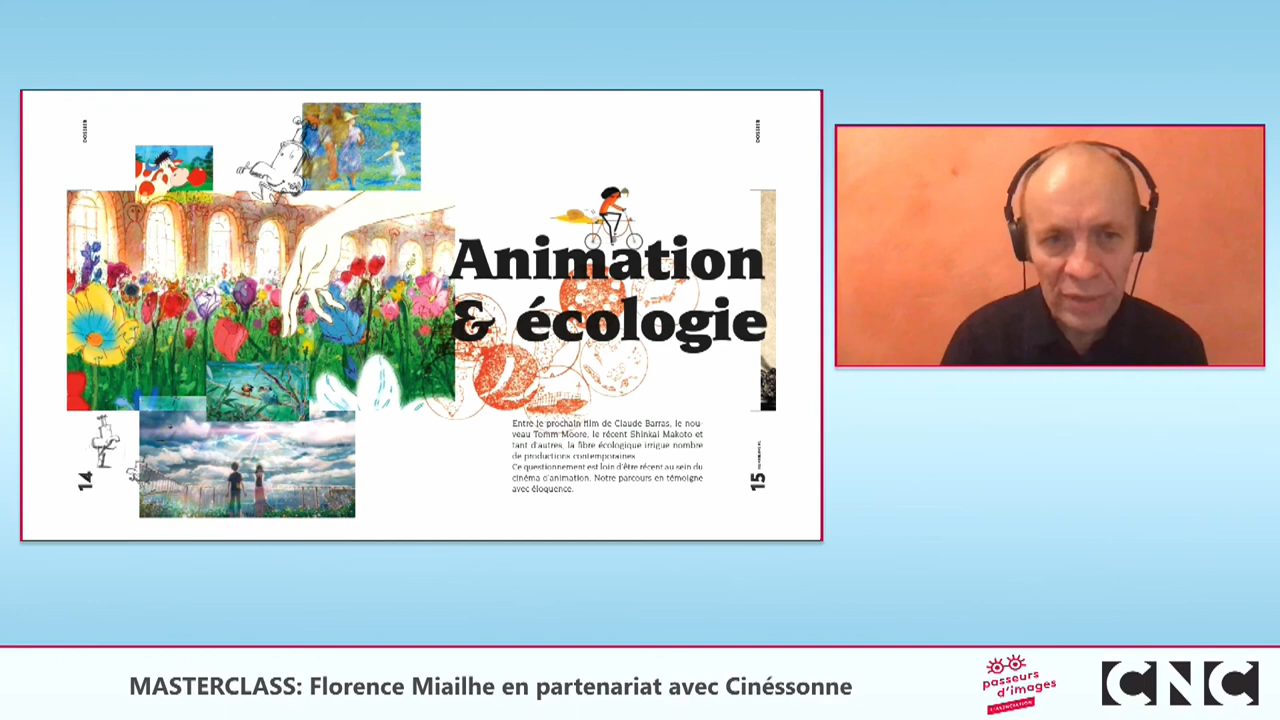 DOSSIER
DOSSIER
Animation
& écologie
Entre le prochain film de Claude Barras, le nou-
veau Tomm Moore, le récent Shinkai Makoto et
tant d'autres, la fibre écologique irrigue nombre
de productions contemporaines.
Ce questionnement est loin d'être récent au sein du
cinéma d'animation. Notre parcours en témoigne
avec éloquence.
14
15
MASTERCLASS: Florence Miailhe en partenariat avec Cinéssonne
passeurs
d'images
L'ANIMATION
CNC